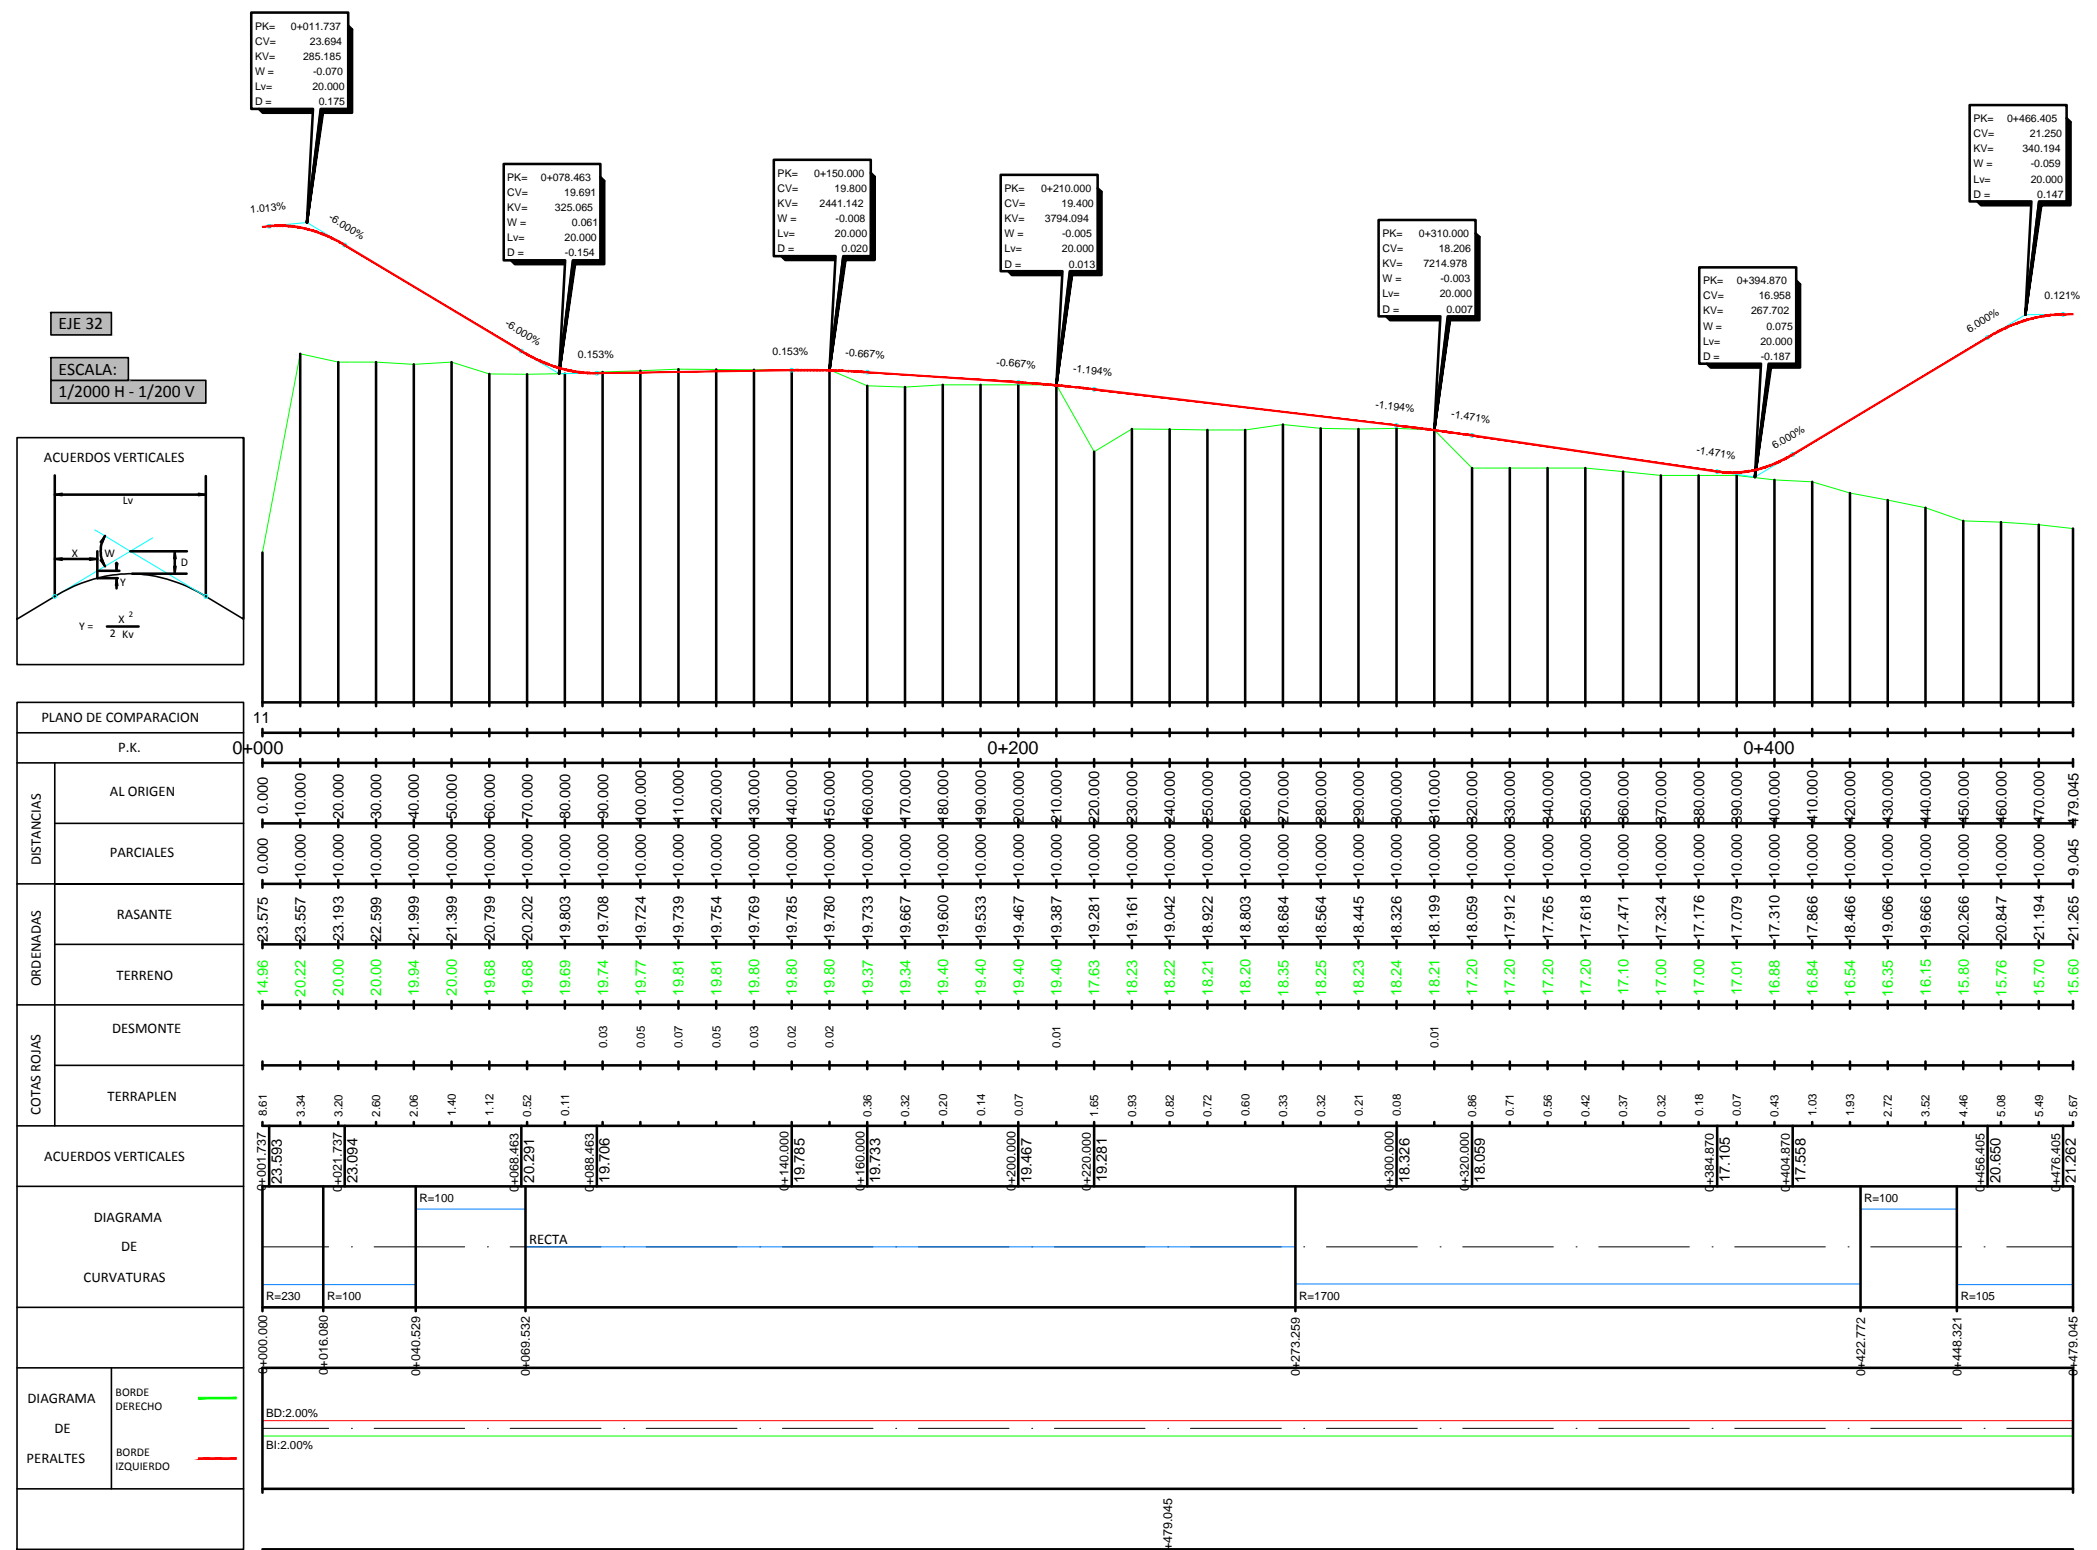 PK= 0+011.737
CV= 23.694
KV= 285.185
W = -0.070
Lv= 20.000
D = 0.175
PK= 0+078.463
CV= 19.691
KV= 325.065
W = 0.061
Lv= 20.000
D = -0.154
PK= 0+150.000
CV= 19.800
KV= 2441.142
W = -0.008
Lv= 20.000
D = 0.020
PK= 0+210.000
CV= 19.400
KV= 3794.094
W = -0.005
Lv= 20.000
D = 0.013
PK= 0+310.000
CV= 18.206
KV= 7214.978
W = -0.003
Lv= 20.000
D = 0.007
PK= 0+394.870
CV= 16.958
KV= 267.702
W = 0.075
Lv= 20.000
D = -0.187
PK= 0+466.405
CV= 21.250
KV= 340.194
W = -0.059
Lv= 20.000
D = 0.147
1.013% -6.000% -6.000% 0.153% 0.153% -0.667% -0.667% -1.194% -1.194% -1.471% -1.471% 6.000% 6.000% 0.121%
EJE 32
ESCALA:
1/2000 H - 1/200 V
ACUERDOS VERTICALES
Lv
X W D
Y
Y = X 2
2 Kv
PLANO DE COMPARACION 11
P.K. 0+000 0+200 0+400
DISTANCIAS
AL ORIGEN 0.000 10.000 20.000 30.000 40.000 50.000 60.000 70.000 80.000 90.000 100.000 110.000 120.000 130.000 140.000 150.000 160.000 170.000 180.000 190.000 200.000 210.000 220.000 230.000 240.000 250.000 260.000 270.000 280.000 290.000 300.000 310.000 320.000 330.000 340.000 350.000 360.000 370.000 380.000 390.000 400.000 410.000 420.000 430.000 440.000 450.000 460.000 470.000 479.045
PARCIALES 0.000 10.000 10.000 10.000 10.000 10.000 10.000 10.000 10.000 10.000 10.000 10.000 10.000 10.000 10.000 10.000 10.000 10.000 10.000 10.000 10.000 10.000 10.000 10.000 10.000 10.000 10.000 10.000 10.000 10.000 10.000 10.000 10.000 10.000 10.000 10.000 10.000 10.000 10.000 10.000 10.000 10.000 10.000 10.000 10.000 10.000 10.000 10.000 9.045
ORDENADAS
RASANTE 23.575 23.557 23.193 22.599 21.999 21.399 20.799 20.202 19.803 19.708 19.724 19.739 19.754 19.769 19.785 19.780 19.733 19.667 19.600 19.533 19.467 19.387 19.281 19.161 19.042 18.922 18.803 18.684 18.564 18.445 18.326 18.199 18.059 17.912 17.765 17.618 17.471 17.324 17.176 17.079 17.310 17.866 18.466 19.066 19.666 20.266 20.847 21.194 21.265
TERRENO 14.96 20.22 20.00 20.00 19.94 20.00 19.68 19.68 19.69 19.74 19.77 19.81 19.81 19.80 19.80 19.80 19.37 19.34 19.40 19.40 19.40 19.40 17.63 18.23 18.22 18.21 18.20 18.35 18.25 18.23 18.24 18.21 17.20 17.20 17.20 17.20 17.10 17.00 17.00 17.01 16.88 16.84 16.54 16.35 16.15 15.80 15.76 15.70 15.60
COTAS ROJAS
DESMONTE 0.03 0.05 0.07 0.05 0.03 0.02 0.02 0.01 0.01
TERRAPLEN 8.61 3.34 3.20 2.60 2.06 1.40 1.12 0.52 0.11 0.36 0.32 0.20 0.14 0.07 1.65 0.93 0.82 0.72 0.60 0.33 0.32 0.21 0.08 0.86 0.71 0.56 0.42 0.37 0.32 0.18 0.07 0.43 1.03 1.93 2.72 3.52 4.46 5.08 5.49 5.67
ACUERDOS VERTICALES
0+001.737 23.593
0+021.737 23.094
0+068.463 20.291
0+088.463 19.706
0+140.000 19.785
0+160.000 19.733
0+200.000 19.467
0+220.000 19.281
0+300.000 18.326
0+320.000 18.059
0+384.870 17.105
0+404.870 17.558
0+456.405 20.650
0+476.405 21.262
DIAGRAMA
DE
CURVATURAS
R=230 R=100 R=100 RECTA R=1700 R=100 R=105
0+000.000 0+016.080 0+040.529 0+069.532 0+273.259 0+422.772 0+448.321 0+479.045
DIAGRAMA
DE
PERALTES
BORDE
DERECHO
BORDE
IZQUIERDO
BD:2.00%
BI:2.00%
+479.045